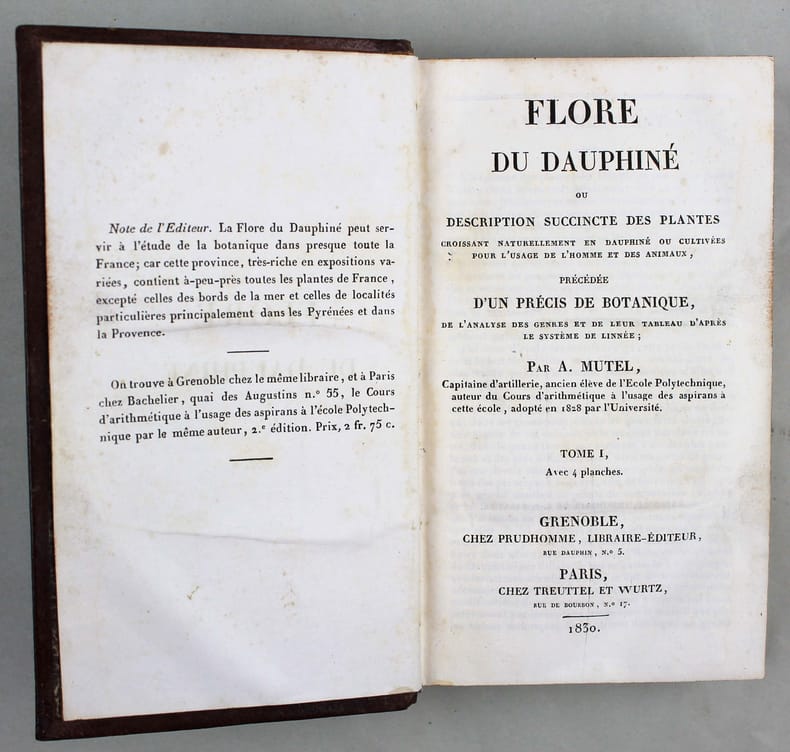 Note de l'Editeur. La Flore du Dauphiné peut ser-
vir à l'étude de la botanique dans presque toute la
France; car cette province, très-riche en expositions va-
riées, contient à-peu-près toutes les plantes de France,
excepté celles des bords de la mer et celles de localités
particulières principalement dans les Pyrénées et dans
la Provence.
On trouve à Grenoble chez le même libraire, et à Paris
chez Bachelier, quai des Augustins n.º 55, le Cours
d'arithmétique à l'usage des aspirans à l'école Polytech-
nique par le même auteur, 2.e édition. Prix, 2 fr. 75 c.
FLORE
DU DAUPHINÉ
OU
DESCRIPTION SUCCINCTE DES PLANTES
CROISSANT NATURELLEMENT EN DAUPHINÉ OU CULTIVÉES
POUR L'USAGE DE L'HOMME ET DES ANIMAUX,
PRÉCÉDÉE
D'UN PRÉCIS DE BOTANIQUE,
DE L'ANALYSE DES GENRES ET DE LEUR TABLEAU D'APRÈS
LE SYSTÈME DE LINNÉE;
PAR A. MUTEL,
Capitaine d'artillerie, ancien élève de l'Ecole Polytechnique,
auteur du Cours d'arithmétique à l'usage des aspirans à
cette école, adopté en 1828 par l'Université.
TOME I,
Avec 4 planches.
GRENOBLE,
CHEZ PRUDHOMME, LIBRAIRE-ÉDITEUR,
RUE DAUPHIN, N.º 5.
PARIS,
CHEZ TREUTTEL ET WURTZ,
RUE DE BOURBON, N.º 17.
1830.